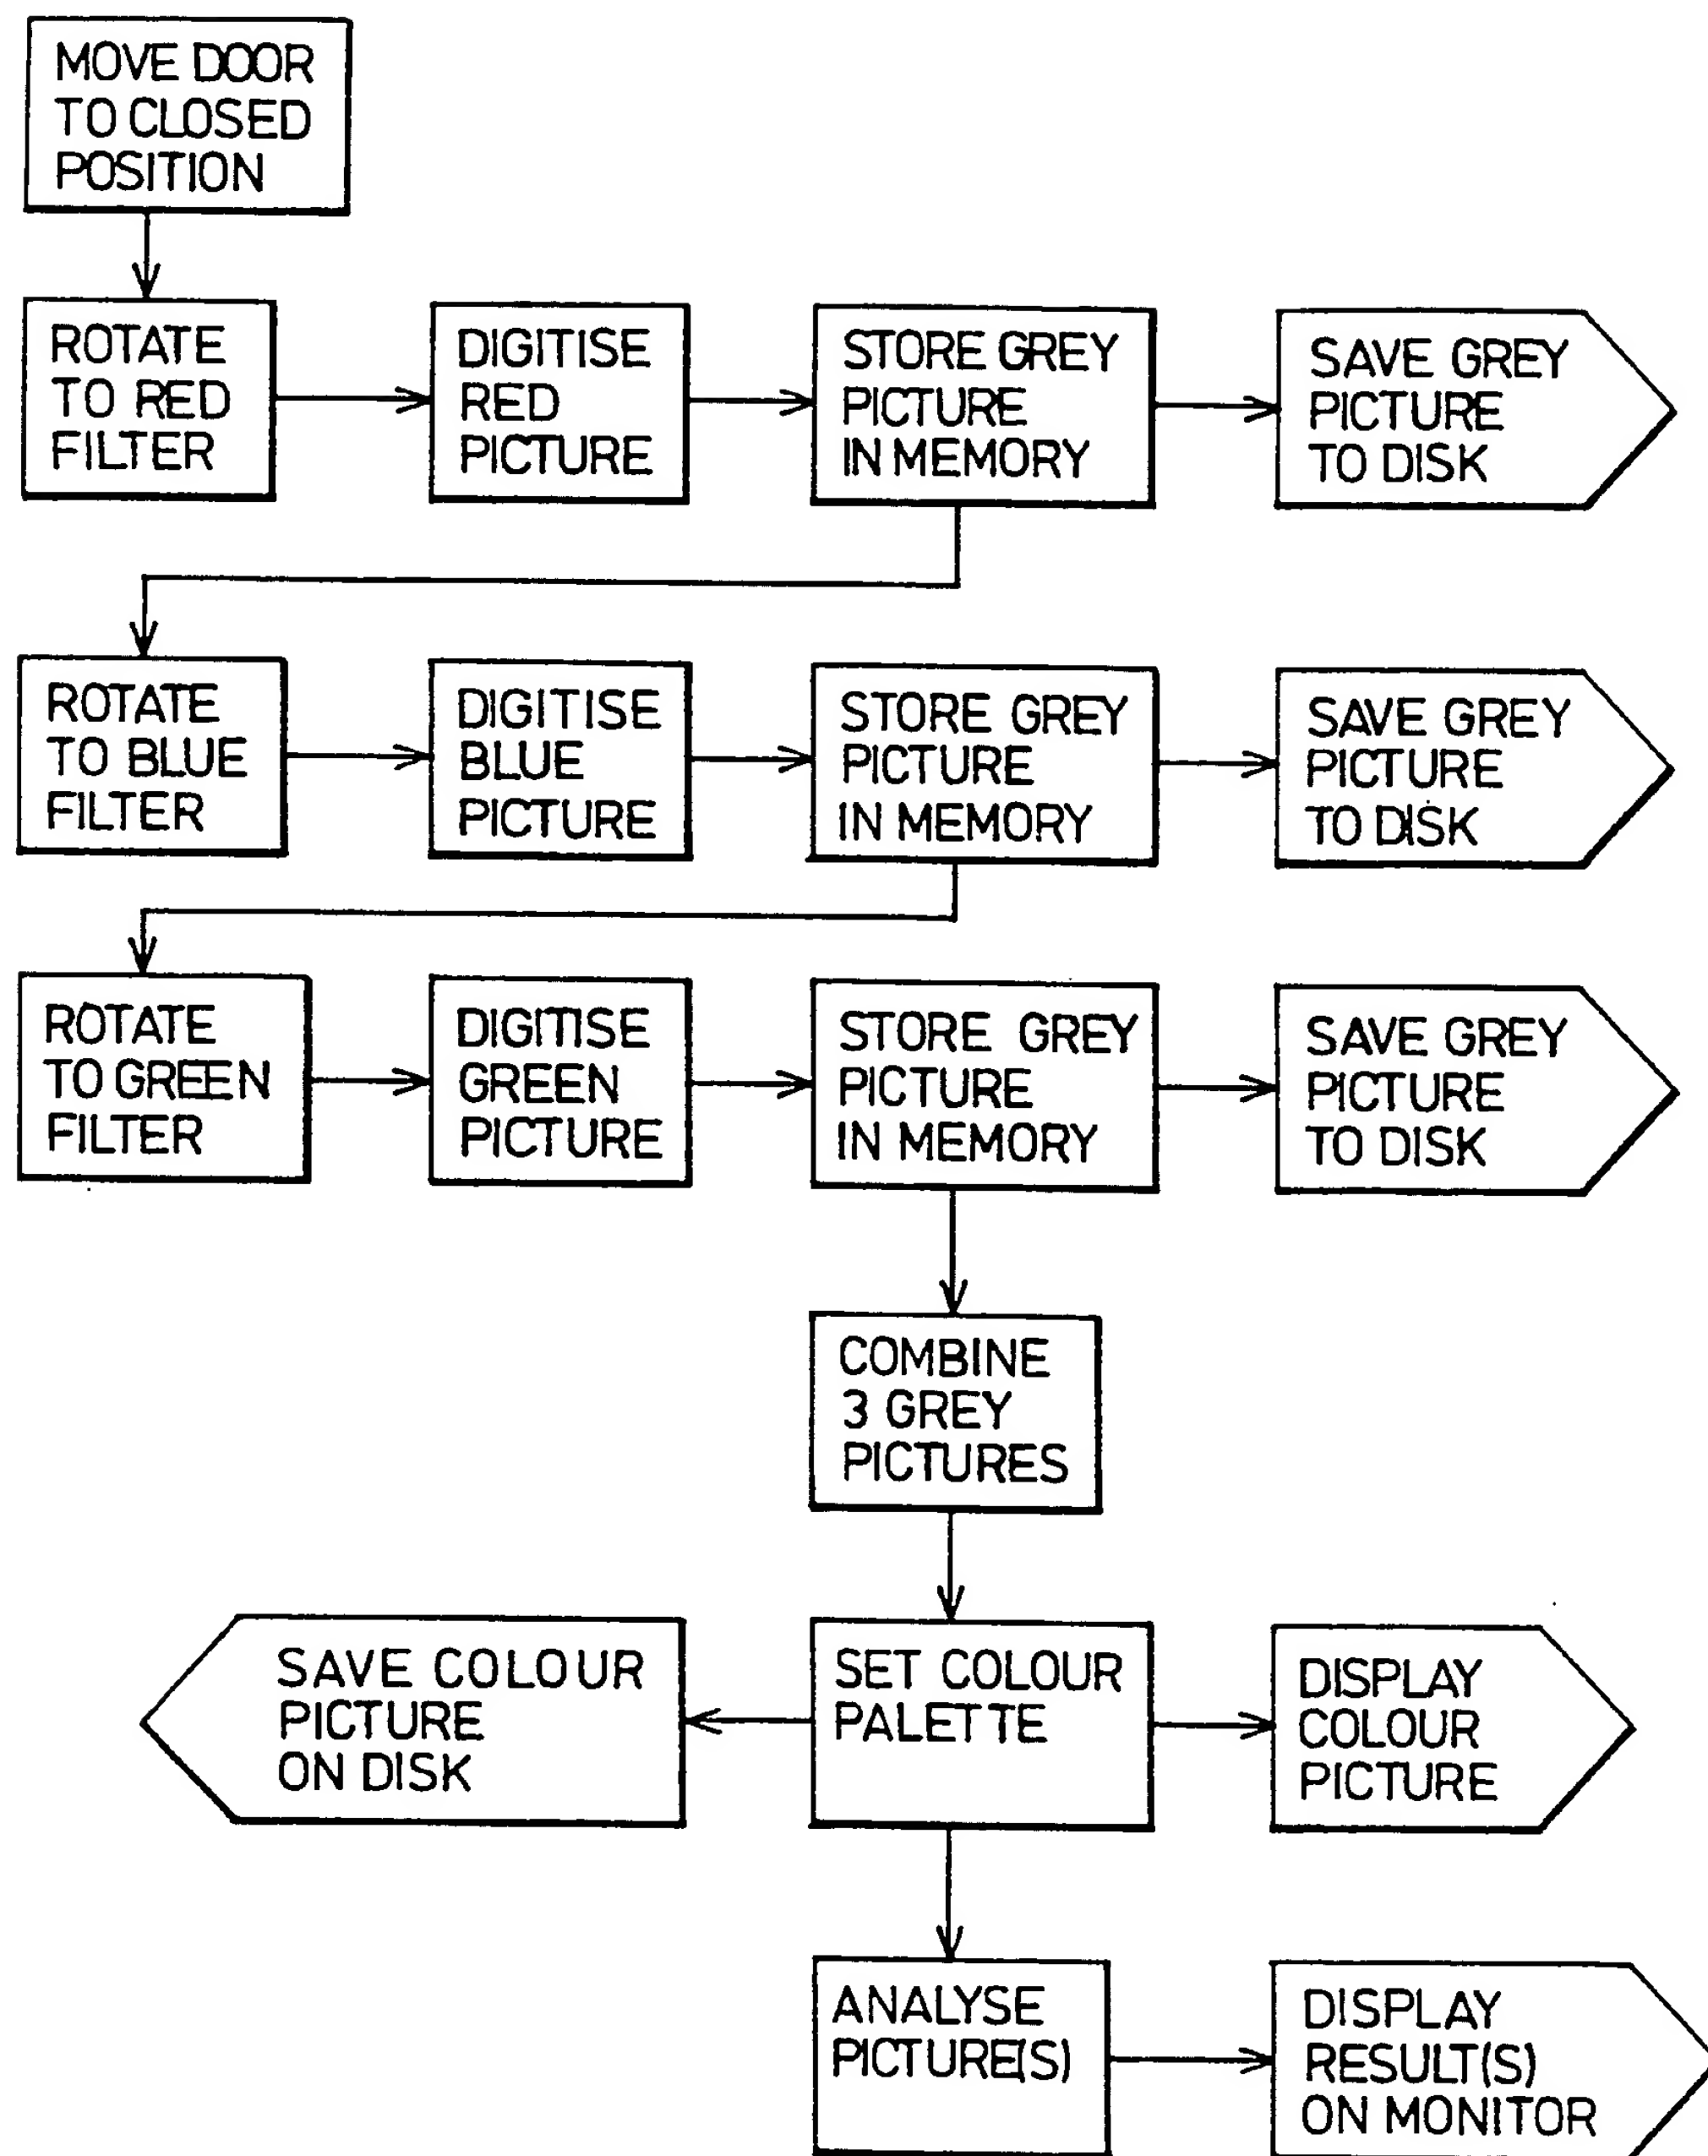 MOVE DOOR
TO CLOSED
POSITION
ROTATE
TO RED
FILTER
DIGITISE
RED
PICTURE
STORE GREY
PICTURE
IN MEMORY
SAVE GREY
PICTURE
TO DISK
ROTATE
TO BLUE
FILTER
DIGITISE
BLUE
PICTURE
STORE GREY
PICTURE
IN MEMORY
SAVE GREY
PICTURE
TO DISK
ROTATE
TO GREEN
FILTER
DIGITISE
GREEN
PICTURE
STORE GREY
PICTURE
IN MEMORY
SAVE GREY
PICTURE
TO DISK
COMBINE
3 GREY
PICTURES
SAVE COLOUR
PICTURE
ON DISK
SET COLOUR
PALETTE
DISPLAY
COLOUR
PICTURE
ANALYSE
PICTURE(S)
DISPLAY
RESULT(S)
ON MONITOR